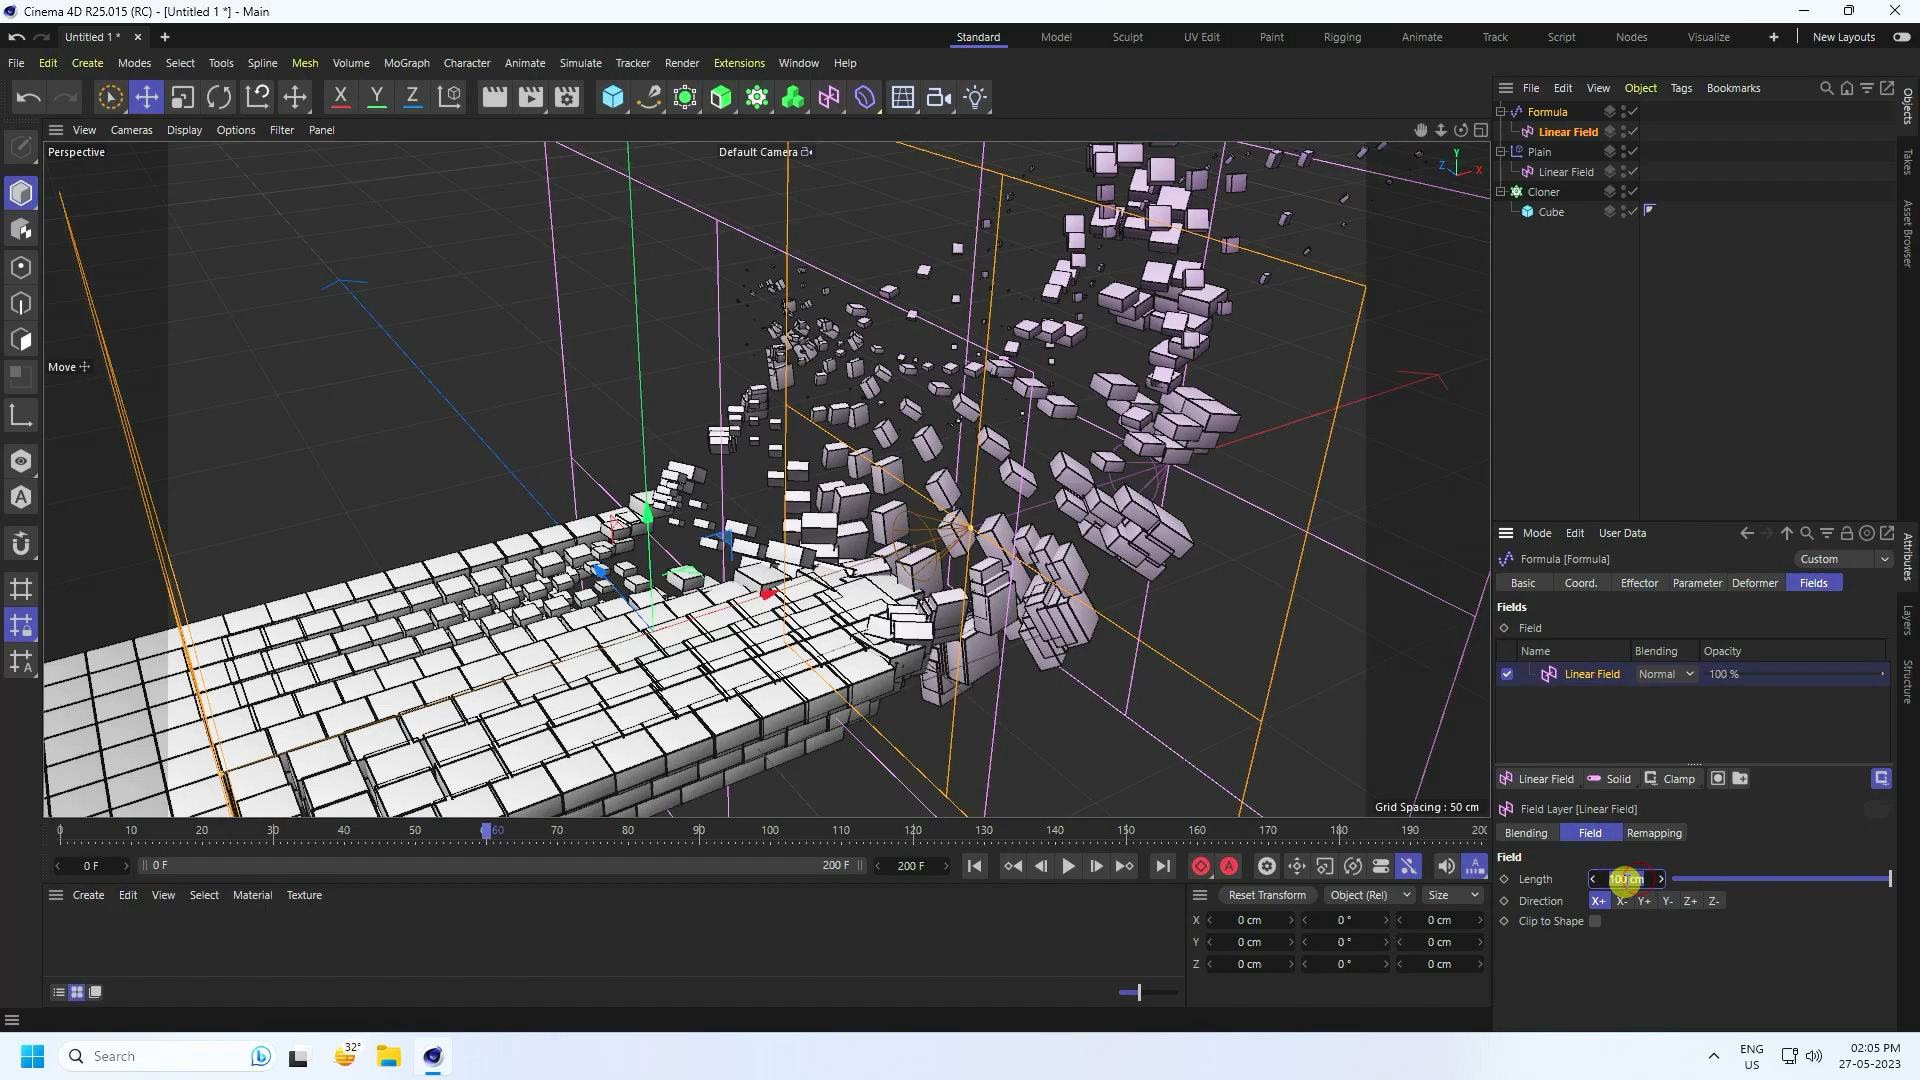 Cinema 4D R25.015 (RC) - [Untitled 1 *] - Main
Untitled 1 *
Standard Model Sculpt UV Edit Paint Rigging Animate Track Script Nodes Visualize New Layouts
File Edit Create Modes Select Tools Spline Mesh Volume MoGraph Character Animate Simulate Tracker Render Extensions Window Help
X Y Z
File Edit View Object Tags Bookmarks
View Cameras Display Options Filter Panel
Perspective
Default Camera
Y
Z
X
Move
Grid Spacing : 50 cm
Formula
Linear Field
Plain
Linear Field
Cloner
Cube
Objects
Takes
Asset Browser
Attributes
Layers
Structure
Mode Edit User Data
Formula [Formula]
Custom
Basic Coord. Effector Parameter Deformer Fields
Fields
Field
Name Blending Opacity
Linear Field Normal 100 %
Linear Field Solid Clamp
Field Layer [Linear Field]
Blending Field Remapping
Field
Length
Direction X+ X- Y+ Y- Z+ Z-
Clip to Shape
0 10 20 30 40 50 60 70 80 90 100 110 120 130 140 150 160 170 180 190 200
0 F 0 F 200 F 200 F
Create Edit View Select Material Texture
Reset Transform Object (Rel) Size
X 0 cm 0 ° 0 cm
Y 0 cm 0 ° 0 cm
Z 0 cm 0 ° 0 cm
Search
32°
ENG
US
02:05 PM
27-05-2023